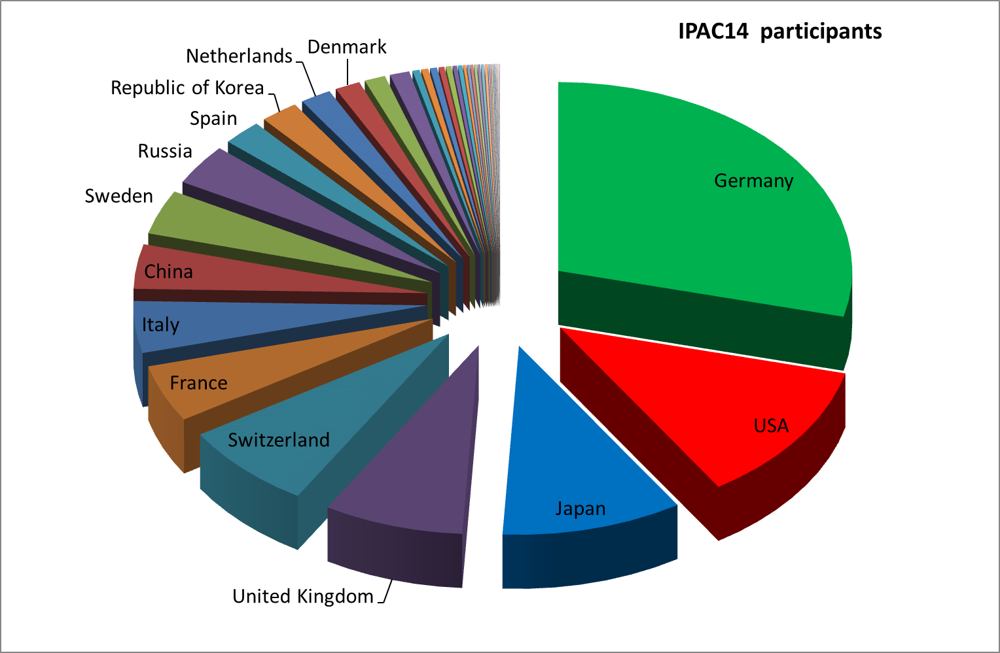 IPAC14 participants
Denmark
Netherlands
Republic of Korea
Spain
Russia
Sweden
China
Italy
France
Switzerland
United Kingdom
Germany
USA
Japan